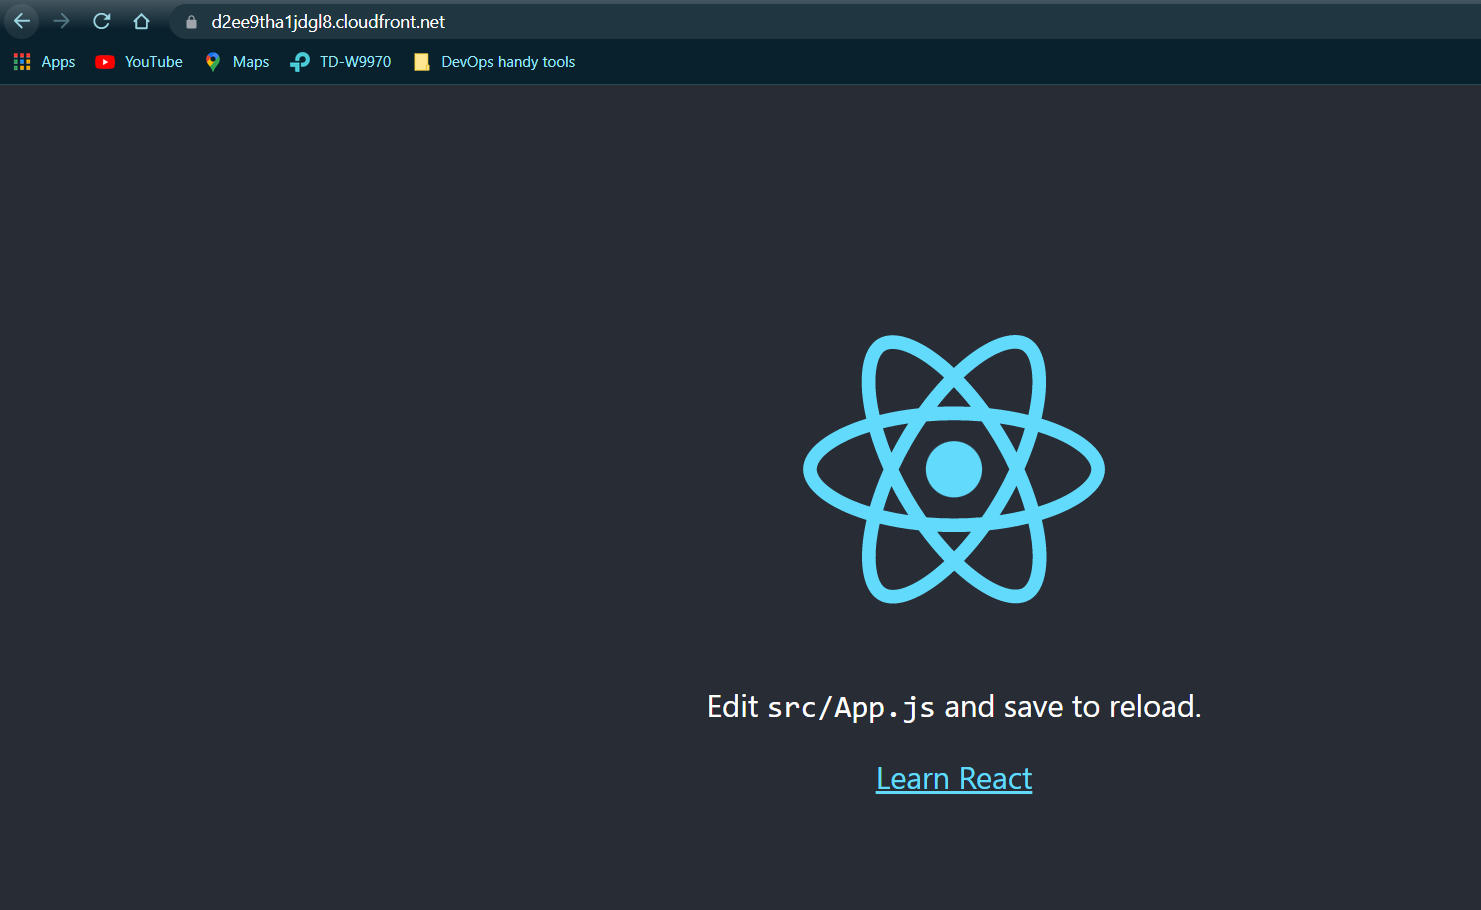 d2ee9tha1jdgl8.cloudfront.net
Apps YouTube Maps TD-W9970 DevOps handy tools
Edit src/App.js and save to reload.
Learn React